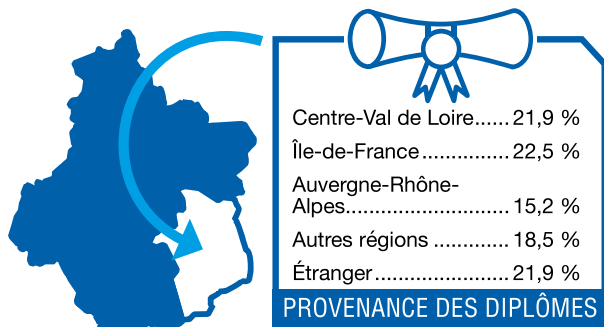 Centre-Val de Loire...... 21,9 %
Île-de-France............... 22,5 %
Auvergne-Rhône-
Alpes............................ 15,2 %
Autres régions ............. 18,5 %
Étranger....................... 21,9 %
PROVENANCE DES DIPLÔMES